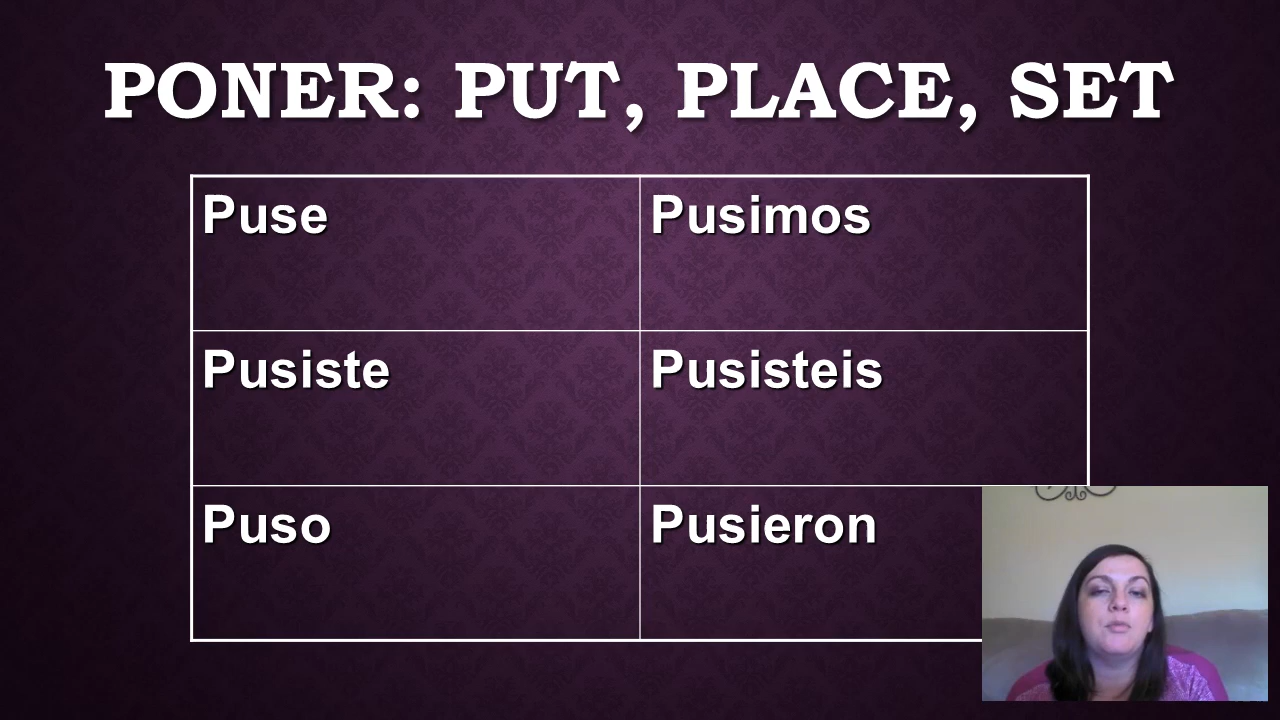 PONER: PUT, PLACE, SET
Puse Pusimos
Pusiste Pusisteis
Puso Pusieron